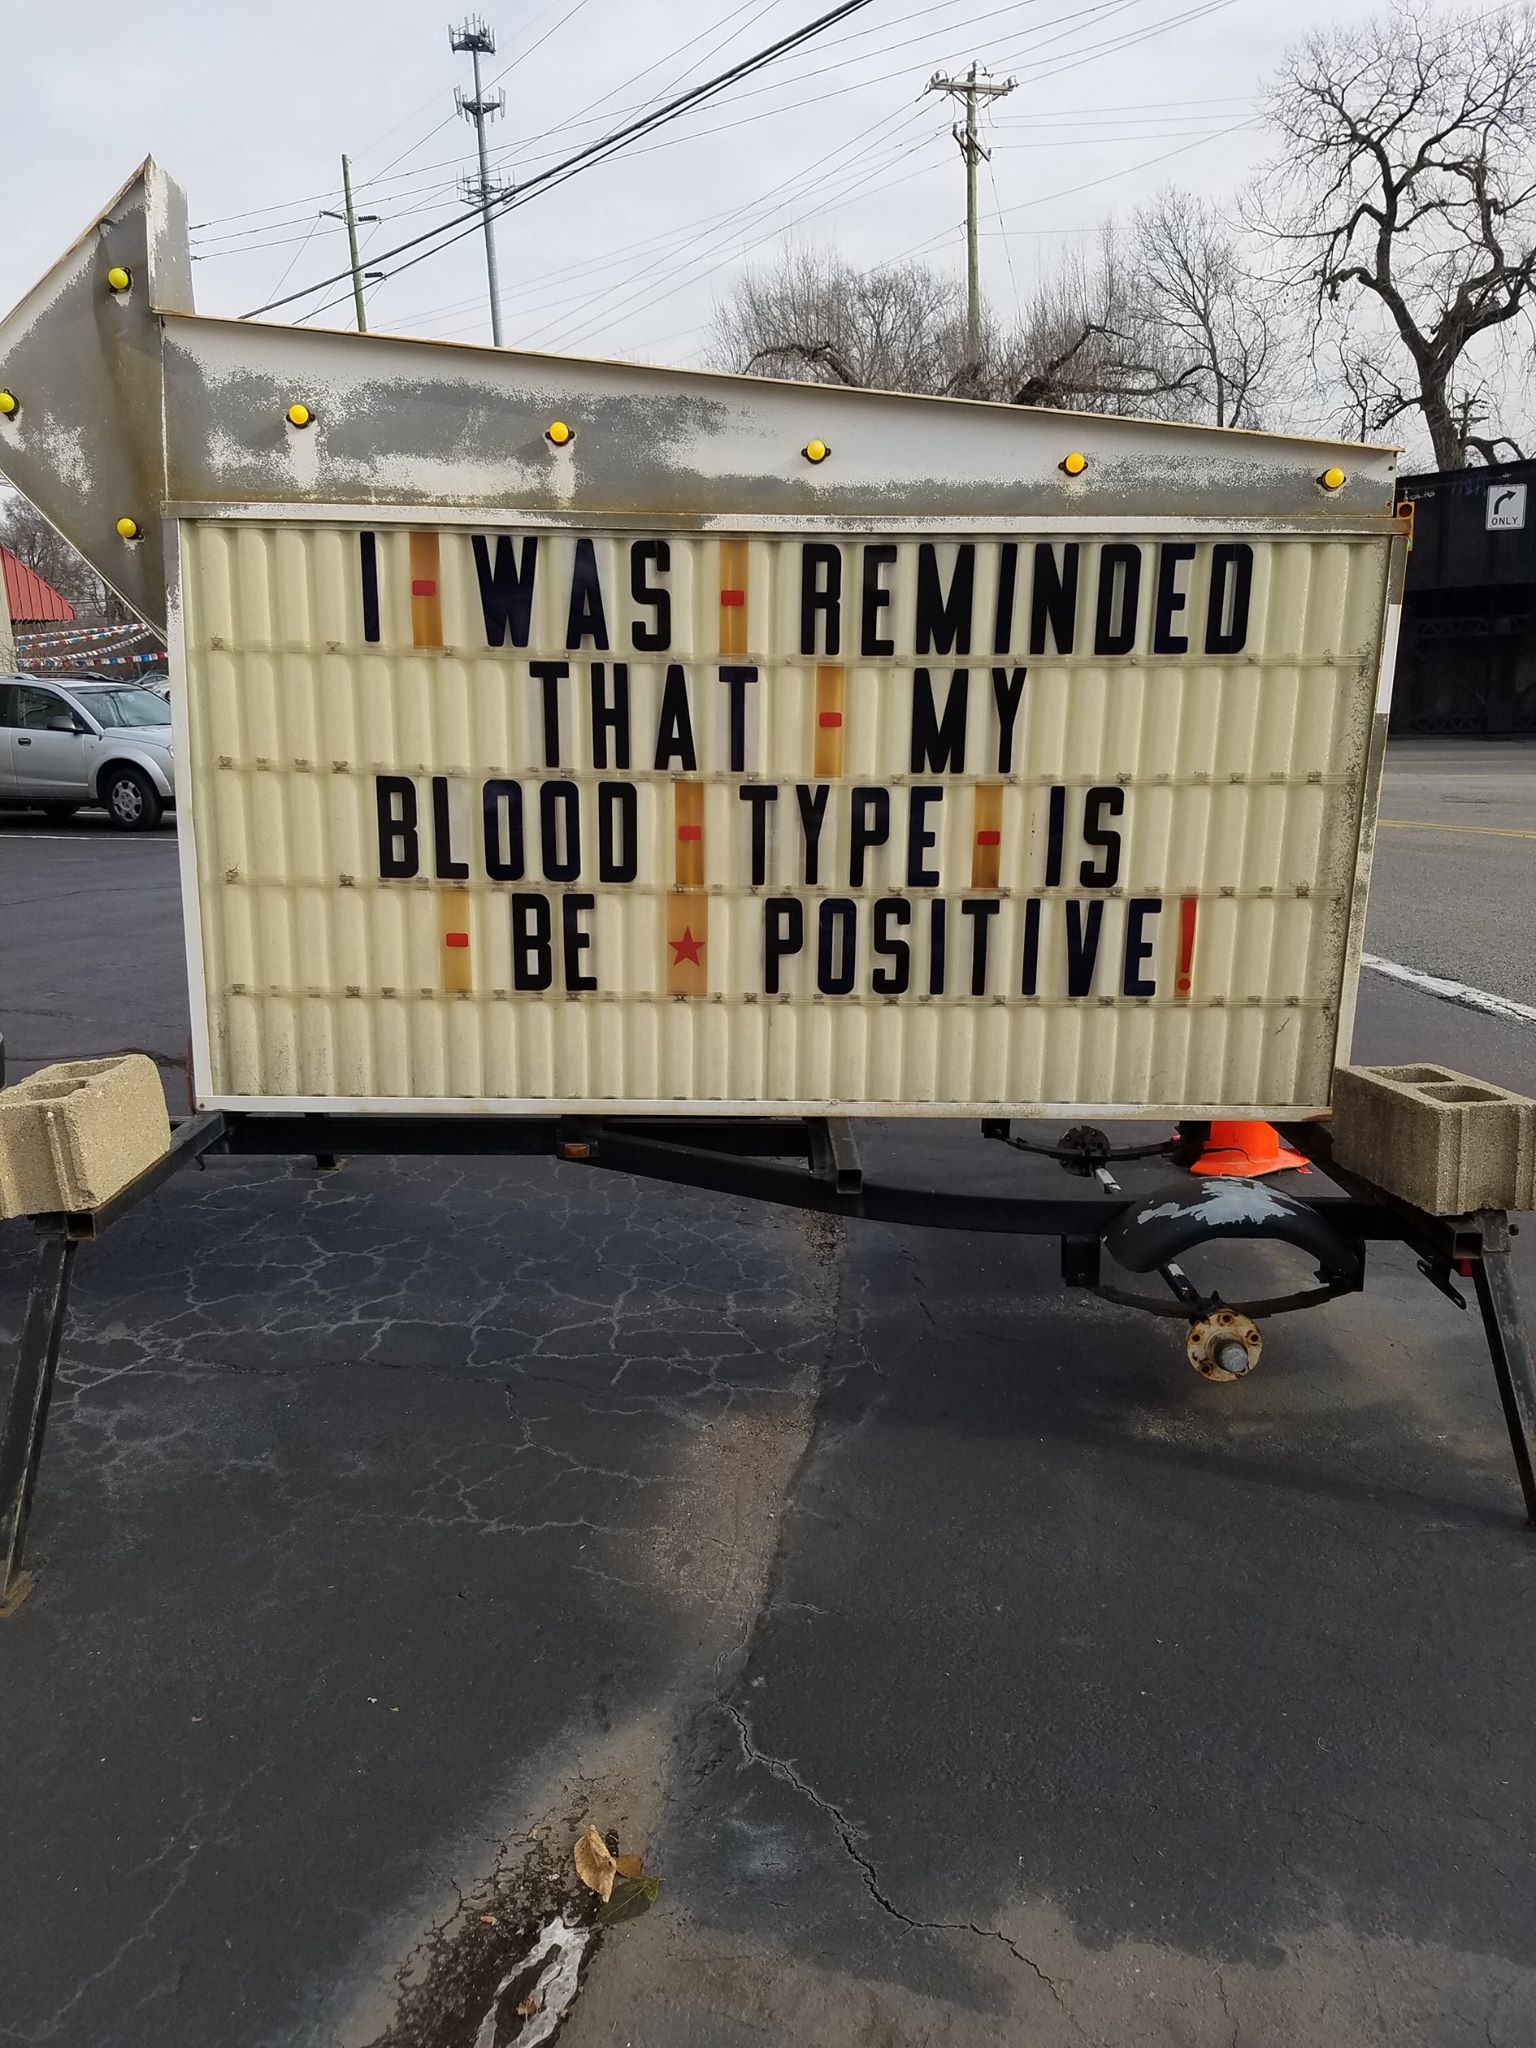 I - WAS - REMINDED
THAT - MY
BLOOD - TYPE - IS
- BE ★ POSITIVE!
ONLY